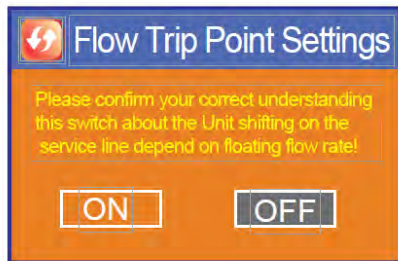 Flow Trip Point Settings
Please confirm your correct understanding
this switch about the Unit shifting on the
service line depend on floating flow rate!
ON OFF